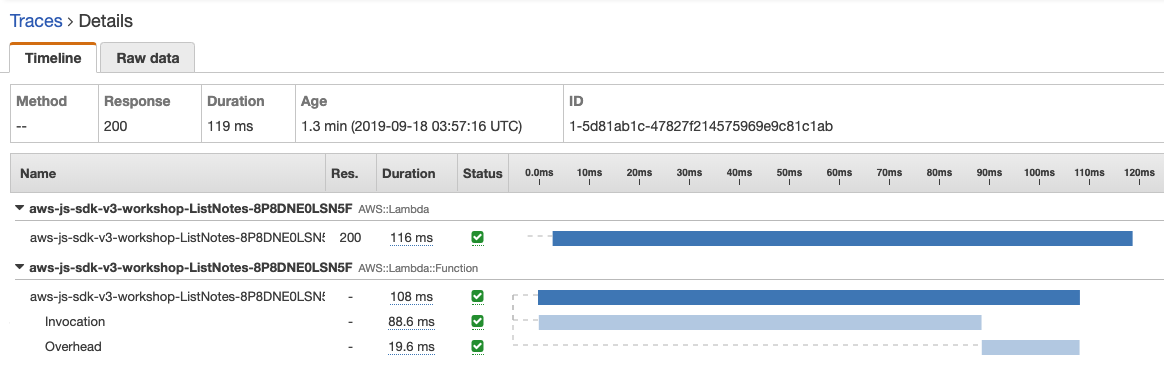 Traces > Details
Timeline Raw data
Method Response Duration Age ID
-- 200 119 ms 1.3 min (2019-09-18 03:57:16 UTC) 1-5d81ab1c-47827f214575969e9c81c1ab
Name Res. Duration Status 0.0ms 10ms 20ms 30ms 40ms 50ms 60ms 70ms 80ms 90ms 100ms 110ms 120ms
aws-js-sdk-v3-workshop-ListNotes-8P8DNE0LSN5F AWS::Lambda
aws-js-sdk-v3-workshop-ListNotes-8P8DNE0LSN5 200 116 ms
aws-js-sdk-v3-workshop-ListNotes-8P8DNE0LSN5F AWS::Lambda::Function
aws-js-sdk-v3-workshop-ListNotes-8P8DNE0LSN5 - 108 ms
Invocation - 88.6 ms
Overhead - 19.6 ms